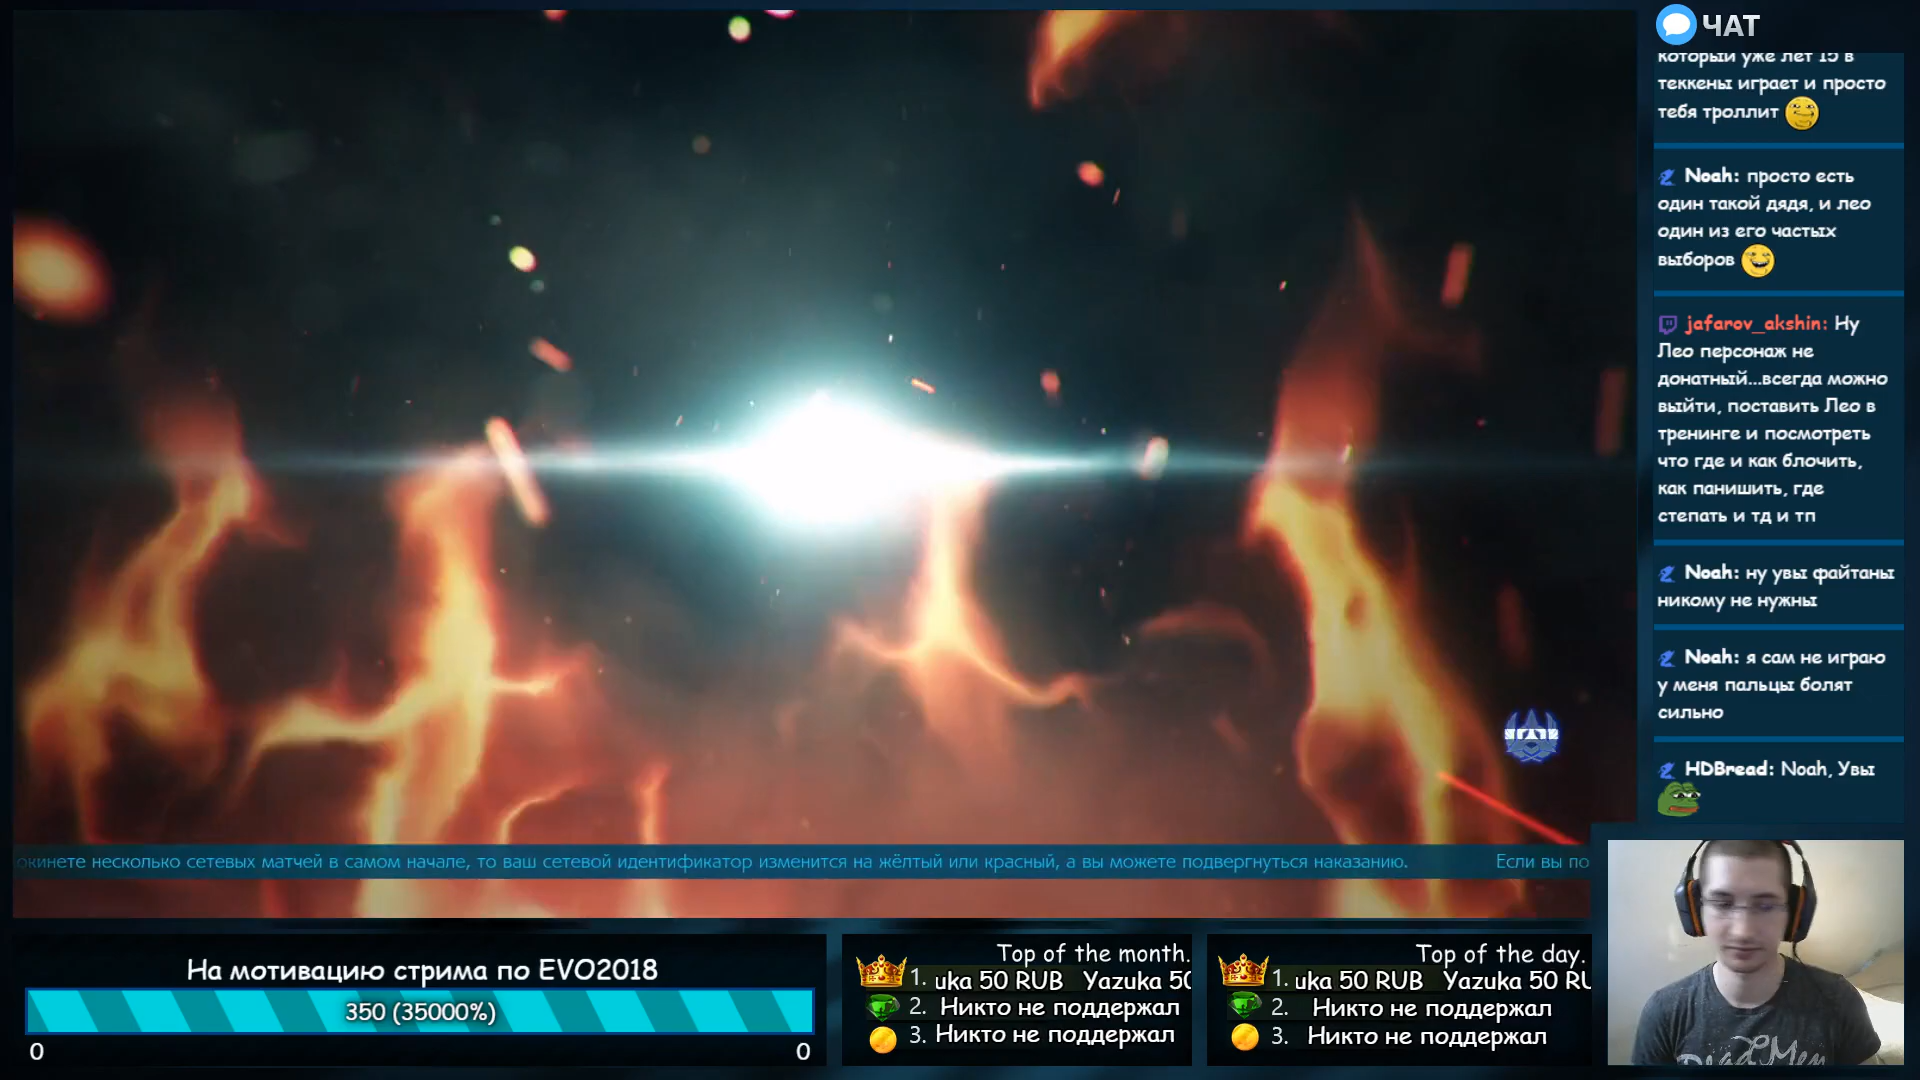 ЧАТ
который уже лет 15 в
теккены играет и просто
тебя троллит
Noah: просто есть
один такой дядя, и лео
один из его частых
выборов
jafarov_akshin: Ну
Лео персонаж не
донатный...всегда можно
выйти, поставить Лео в
тренинге и посмотреть
что где и как блочить,
как панишить, где
степать и тд и тп
Noah: ну увы файтаны
никому не нужны
Noah: я сам не играю
у меня пальцы болят
сильно
HDBread: Noah, Увы
окинете несколько сетевых матчей в самом начале, то ваш сетевой идентификатор изменится на жёлтый или красный, а вы можете подвергнуться наказанию. Если вы по
На мотивацию стрима по EVO2018
350 (35000%)
0 0
Top of the month.
1. uka 50 RUB Yazuka 50
2. Никто не поддержал
3. Никто не поддержал
Top of the day.
1. uka 50 RUB Yazuka 50 RU
2. Никто не поддержал
3. Никто не поддержал